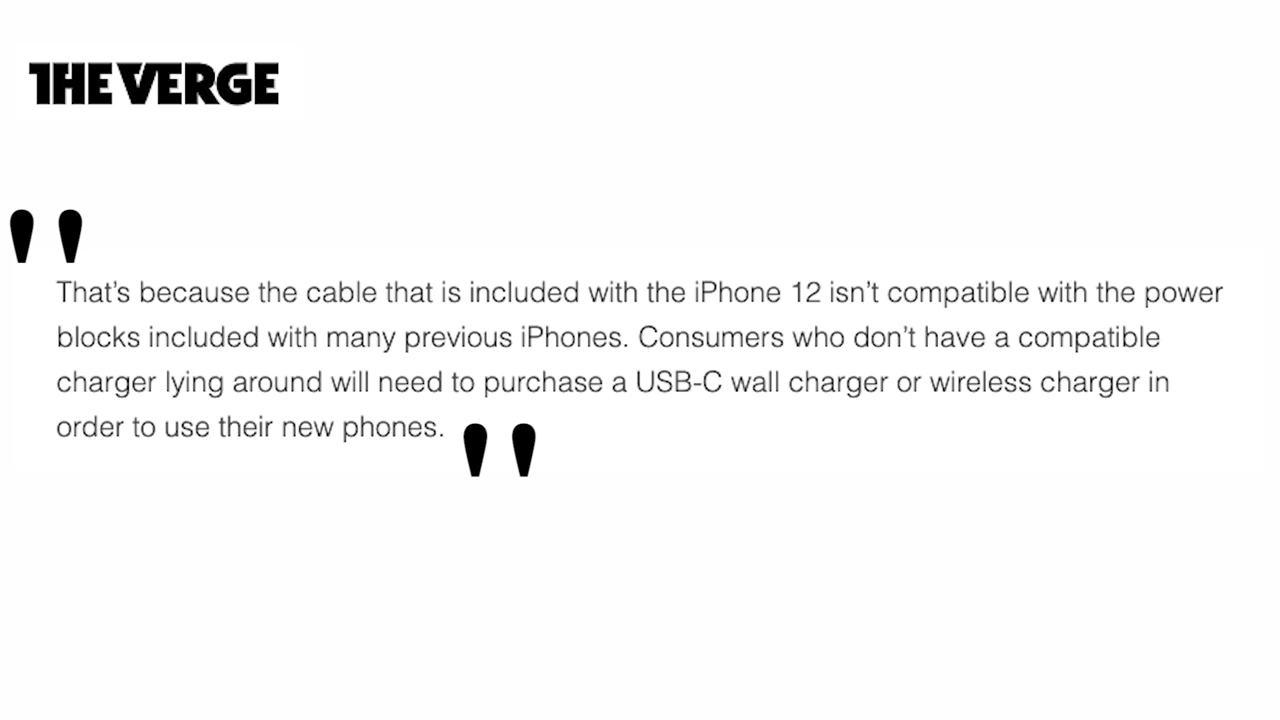 THE VERGE
"
That's because the cable that is included with the iPhone 12 isn't compatible with the power
blocks included with many previous iPhones. Consumers who don't have a compatible
charger lying around will need to purchase a USB-C wall charger or wireless charger in
order to use their new phones. "